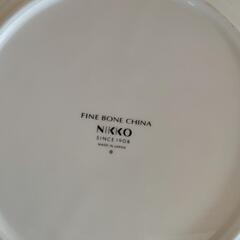 FINE BONE CHINA
NIKKO
SINCE 1908
MADE IN JAPAN